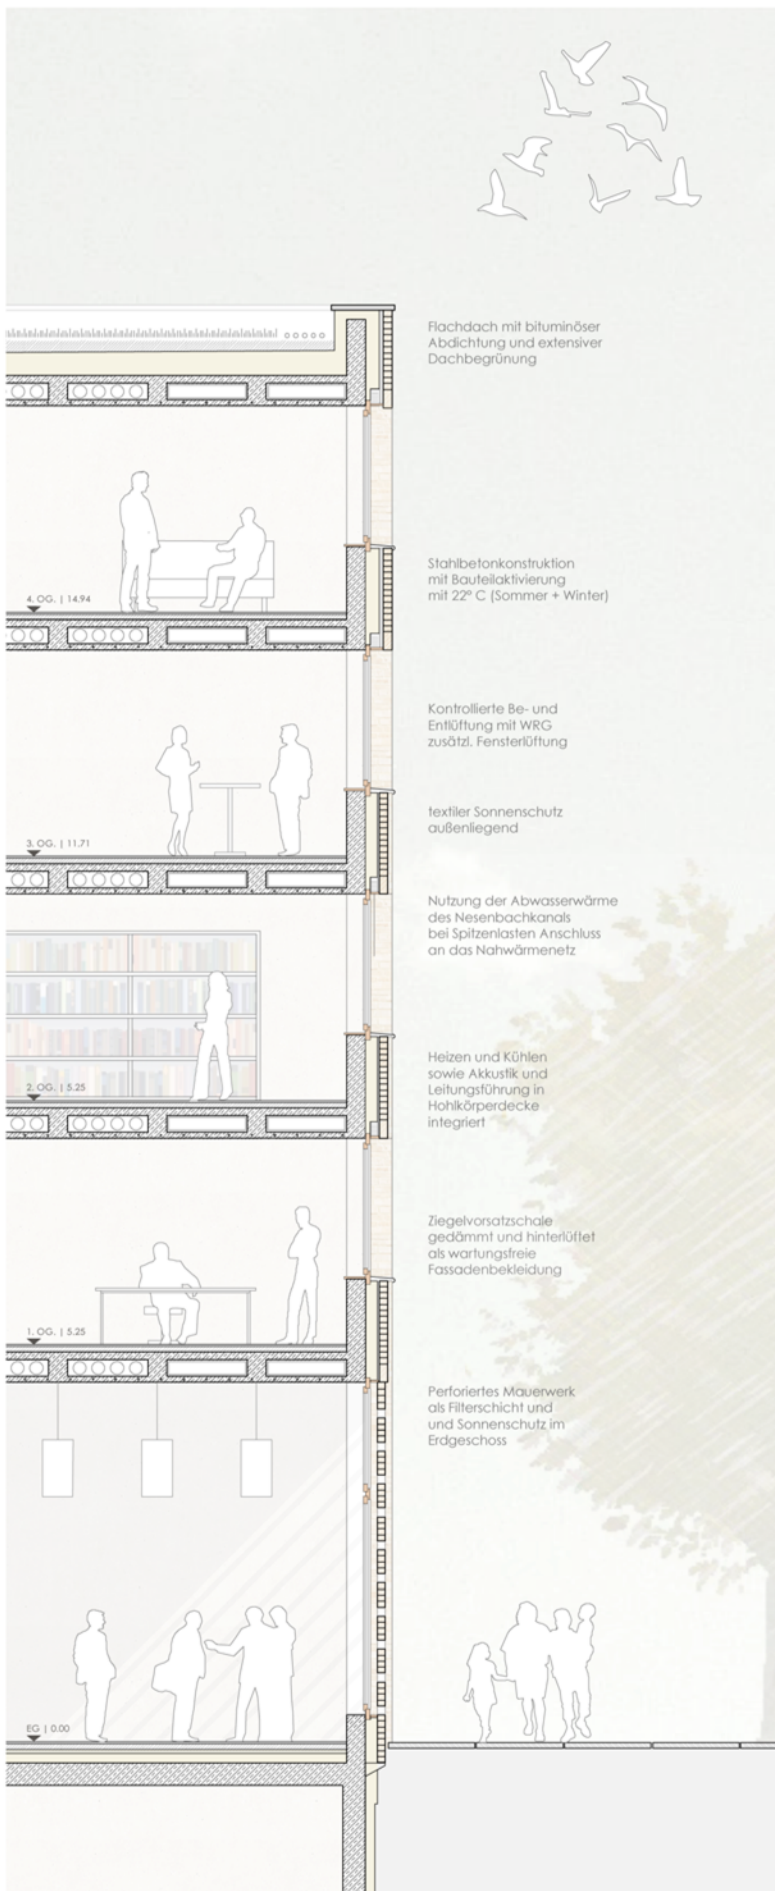 Flachdach mit bituminöser
Abdichtung und extensiver
Dachbegrünung
Stahlbetonkonstruktion
mit Bauteilaktivierung
mit 22° C (Sommer + Winter)
4. OG. | 14.94
Kontrollierte Be- und
Entlüftung mit WRG
zusätzl. Fensterlüftung
textiler Sonnenschutz
außenliegend
3. OG. | 11.71
Nutzung der Abwasserwärme
des Nesenbachkanals
bei Spitzenlasten Anschluss
an das Nahwärmenetz
Heizen und Kühlen
sowie Akkustik und
Leitungsführung in
Hohlkörperdecke
integriert
2. OG. | 5.25
Ziegelvorsatzschale
gedämmt und hinterlüftet
als wartungsfreie
Fassadenbekleidung
1. OG. | 5.25
Perforiertes Mauerwerk
als Filterschicht und
und Sonnenschutz im
Erdgeschoss
EG | 0.00